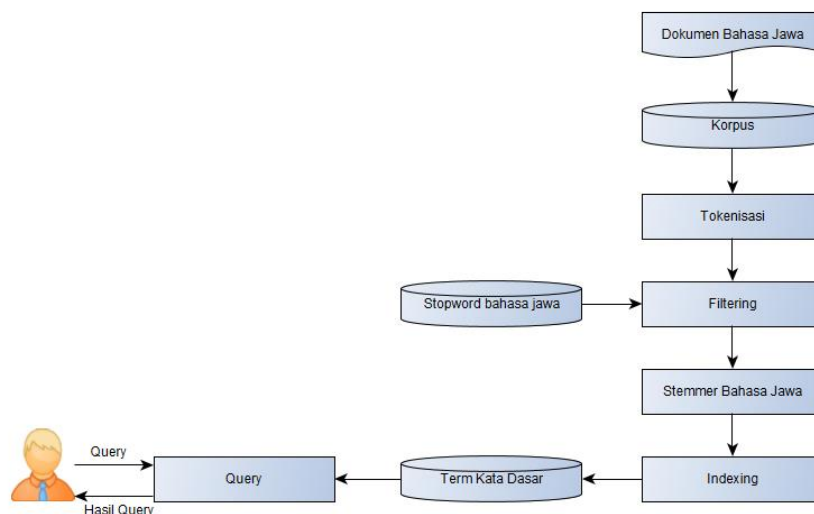 Dokumen Bahasa Jawa
Korpus
Tokenisasi
Stopword bahasa jawa
Filtering
Stemmer Bahasa Jawa
Query
Query
Term Kata Dasar
Indexing
Hasil Query